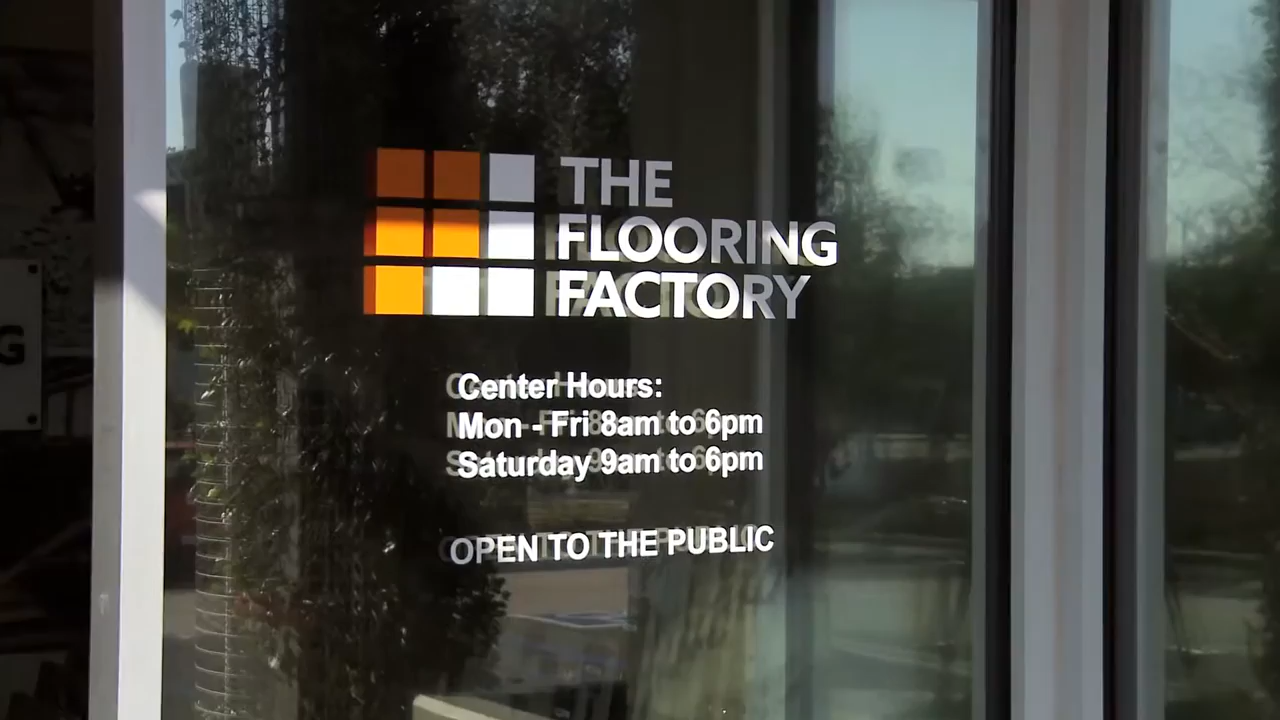 THE
FLOORING
FACTORY
Center Hours:
Mon - Fri 8am to 6pm
Saturday 9am to 6pm
OPEN TO THE PUBLIC
G